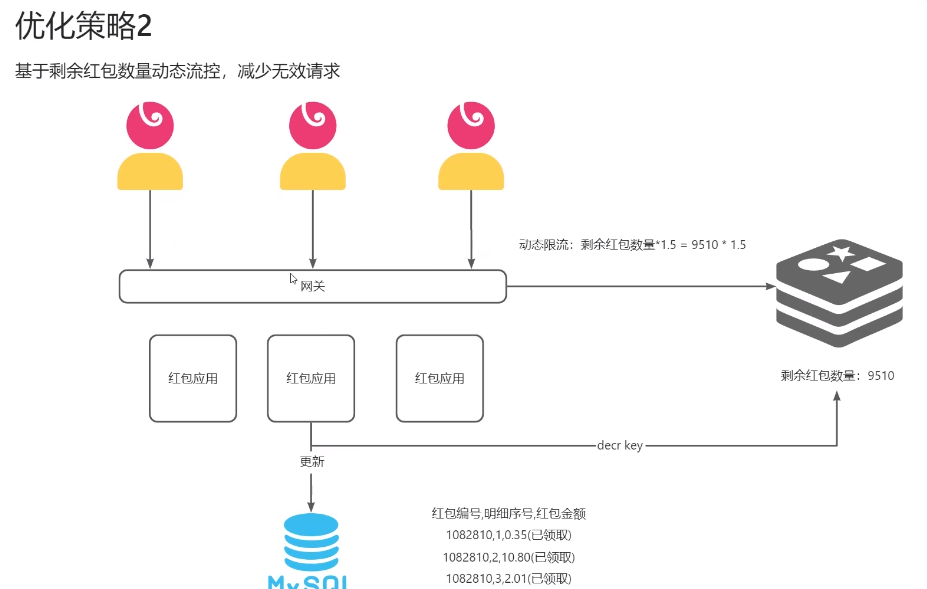 优化策略2
基于剩余红包数量动态流控，减少无效请求
动态限流：剩余红包数量*1.5 = 9510 * 1.5
网关
红包应用
红包应用
红包应用
剩余红包数量：9510
decr key
更新
红包编号,明细序号,红包金额
1082810,1,0.35(已领取)
1082810,2,10.80(已领取)
1082810,3,2.01(已领取)
MySQL